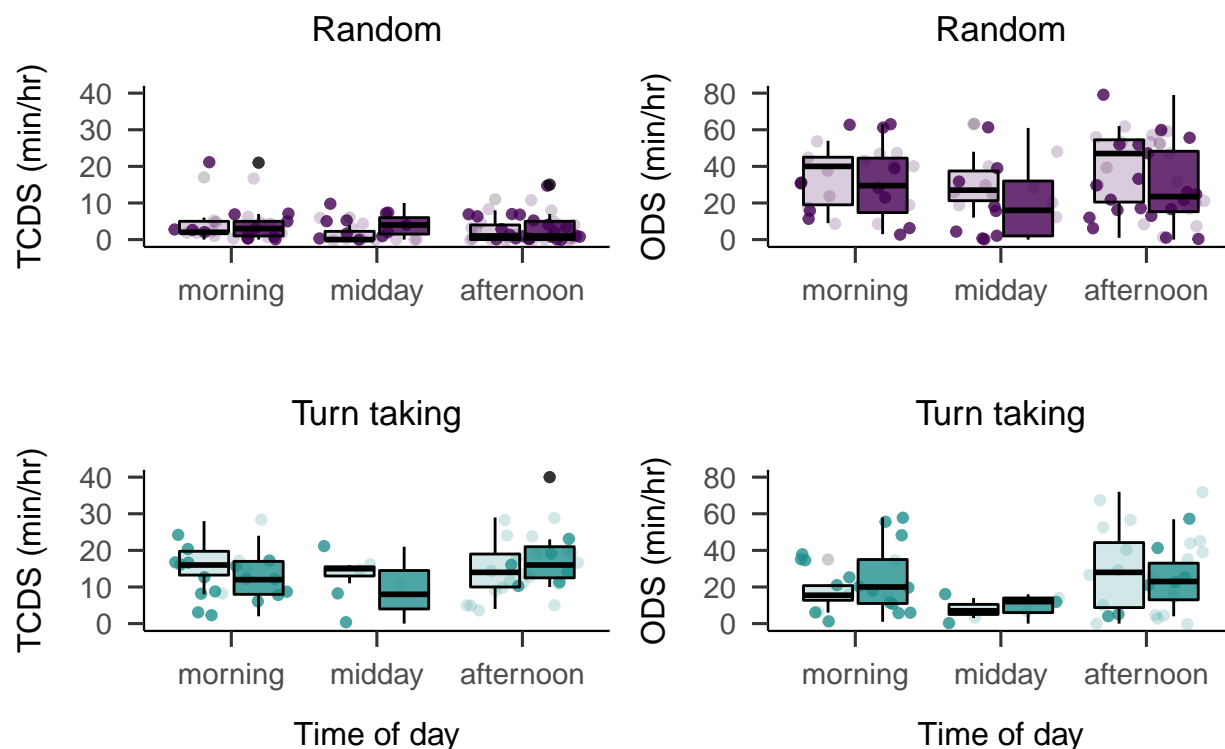 Random
TCDS (min/hr)
40
30
20
10
0
morning midday afternoon
Random
ODS (min/hr)
80
60
40
20
0
morning midday afternoon
Turn taking
TCDS (min/hr)
40
30
20
10
0
morning midday afternoon
Time of day
Turn taking
ODS (min/hr)
80
60
40
20
0
morning midday afternoon
Time of day